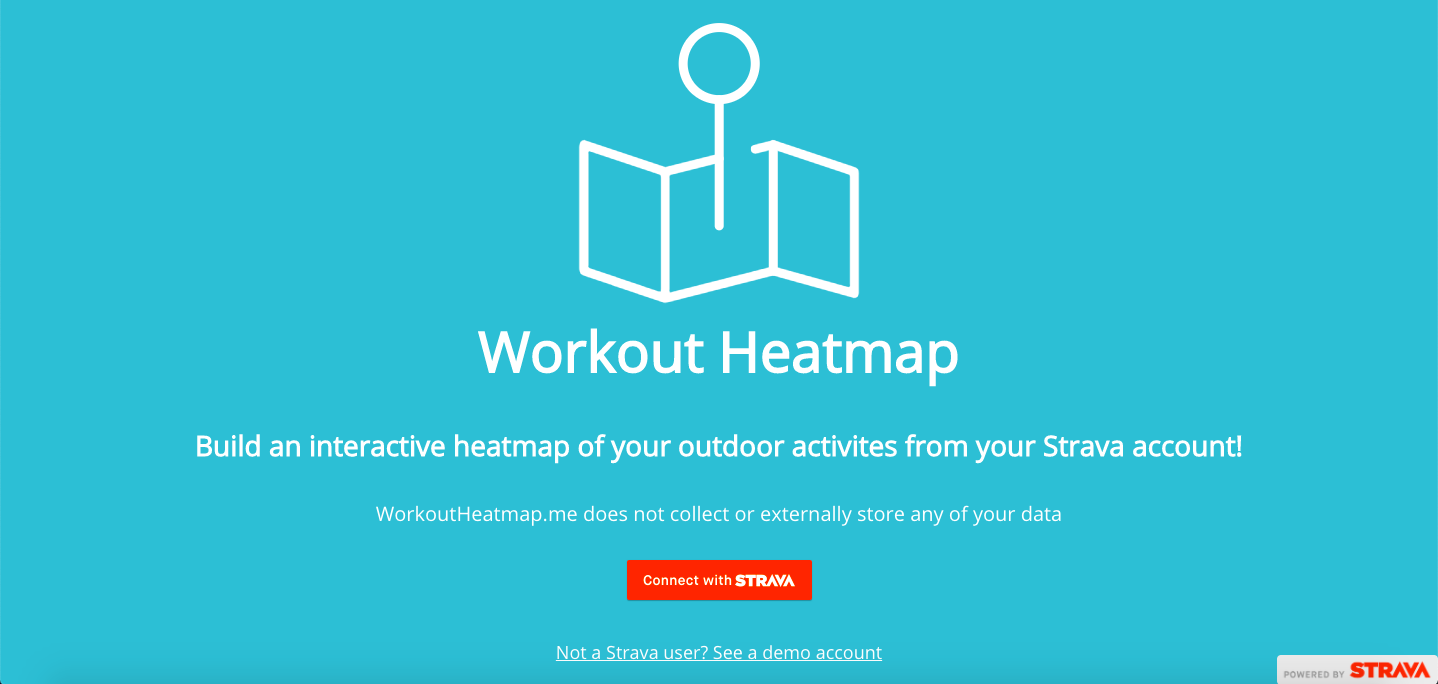 Workout Heatmap
Build an interactive heatmap of your outdoor activites from your Strava account!
WorkoutHeatmap.me does not collect or externally store any of your data
Connect with STRAVA
Not a Strava user? See a demo account
POWERED BY STRAVA